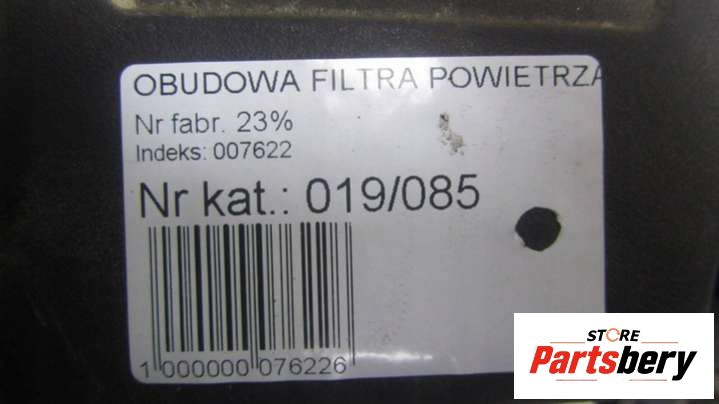 OBUDOWA FILTRA POWIETRZA
Nr fabr. 23%
Indeks: 007622
Nr kat.: 019/085
1 000000 076226
STORE
Partsbery